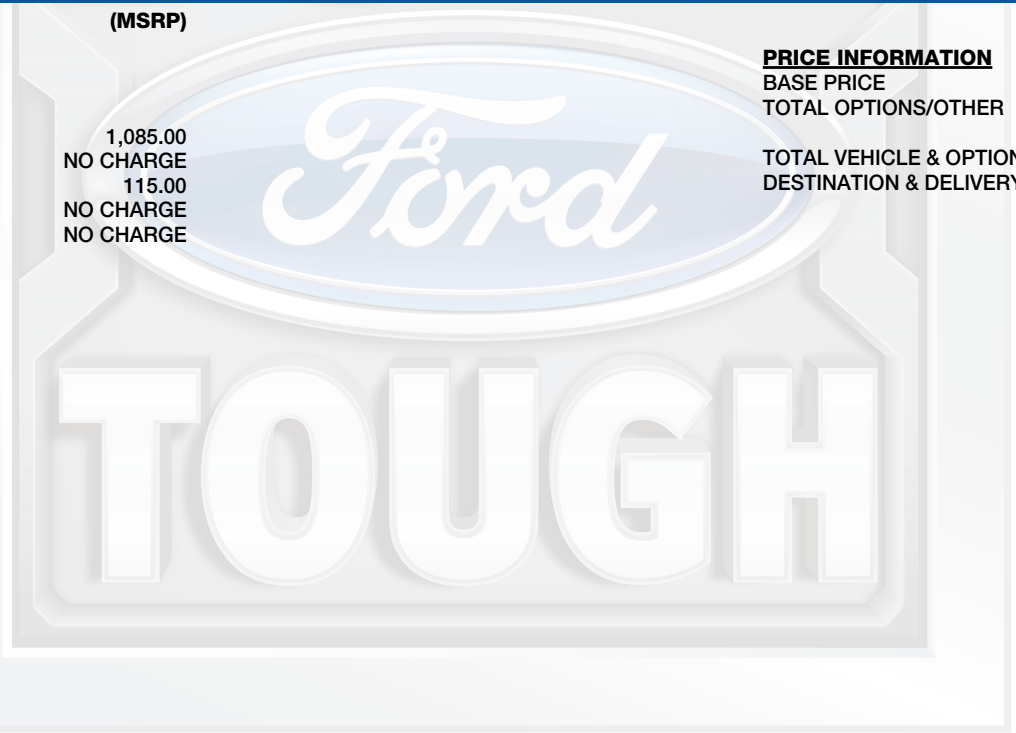 (MSRP)
1,085.00
NO CHARGE
115.00
NO CHARGE
NO CHARGE
PRICE INFORMATION
BASE PRICE
TOTAL OPTIONS/OTHER
TOTAL VEHICLE & OPTION
DESTINATION & DELIVERY
Ford
TOUGH